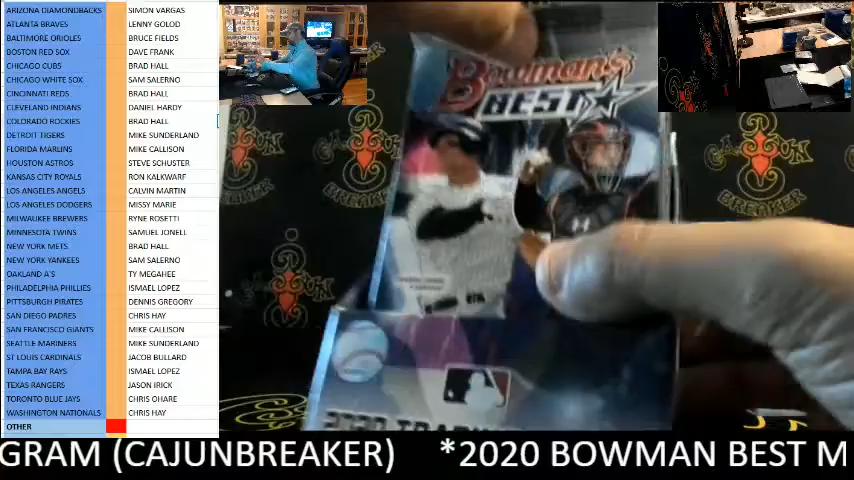 ARIZONA DIAMONDBACKS SIMON VARGAS
ATLANTA BRAVES LENNY GOLOD
BALTIMORE ORIOLES BRUCE FIELDS
BOSTON RED SOX DAVE FRANK
CHICAGO CUBS BRAD HALL
CHICAGO WHITE SOX SAM SALERNO
CINCINNATI REDS BRAD HALL
CLEVELAND INDIANS DANIEL HARDY
COLORADO ROCKIES BRAD HALL
DETROIT TIGERS MIKE SUNDERLAND
FLORIDA MARLINS MIKE CALLISON
HOUSTON ASTROS STEVE SCHUSTER
KANSAS CITY ROYALS RON KALKWARF
LOS ANGELES ANGELS CALVIN MARTIN
LOS ANGELES DODGERS MISSY MARIE
MILWAUKEE BREWERS RYNE ROSETTI
MINNESOTA TWINS SAMUEL JONELL
NEW YORK METS BRAD HALL
NEW YORK YANKEES SAM SALERNO
OAKLAND A'S TY MEGAHEE
PHILADELPHIA PHILLIES ISMAEL LOPEZ
PITTSBURGH PIRATES DENNIS GREGORY
SAN DIEGO PADRES CHRIS HAY
SAN FRANCISCO GIANTS MIKE CALLISON
SEATTLE MARINERS MIKE SUNDERLAND
ST LOUIS CARDINALS JACOB BULLARD
TAMPA BAY RAYS ISMAEL LOPEZ
TEXAS RANGERS JASON IRICK
TORONTO BLUE JAYS CHRIS OHARE
WASHINGTON NATIONALS CHRIS HAY
OTHER
Bowman's
BEST
CAJUN
BREAKER
GRAM (CAJUNBREAKER) *2020 BOWMAN BEST M